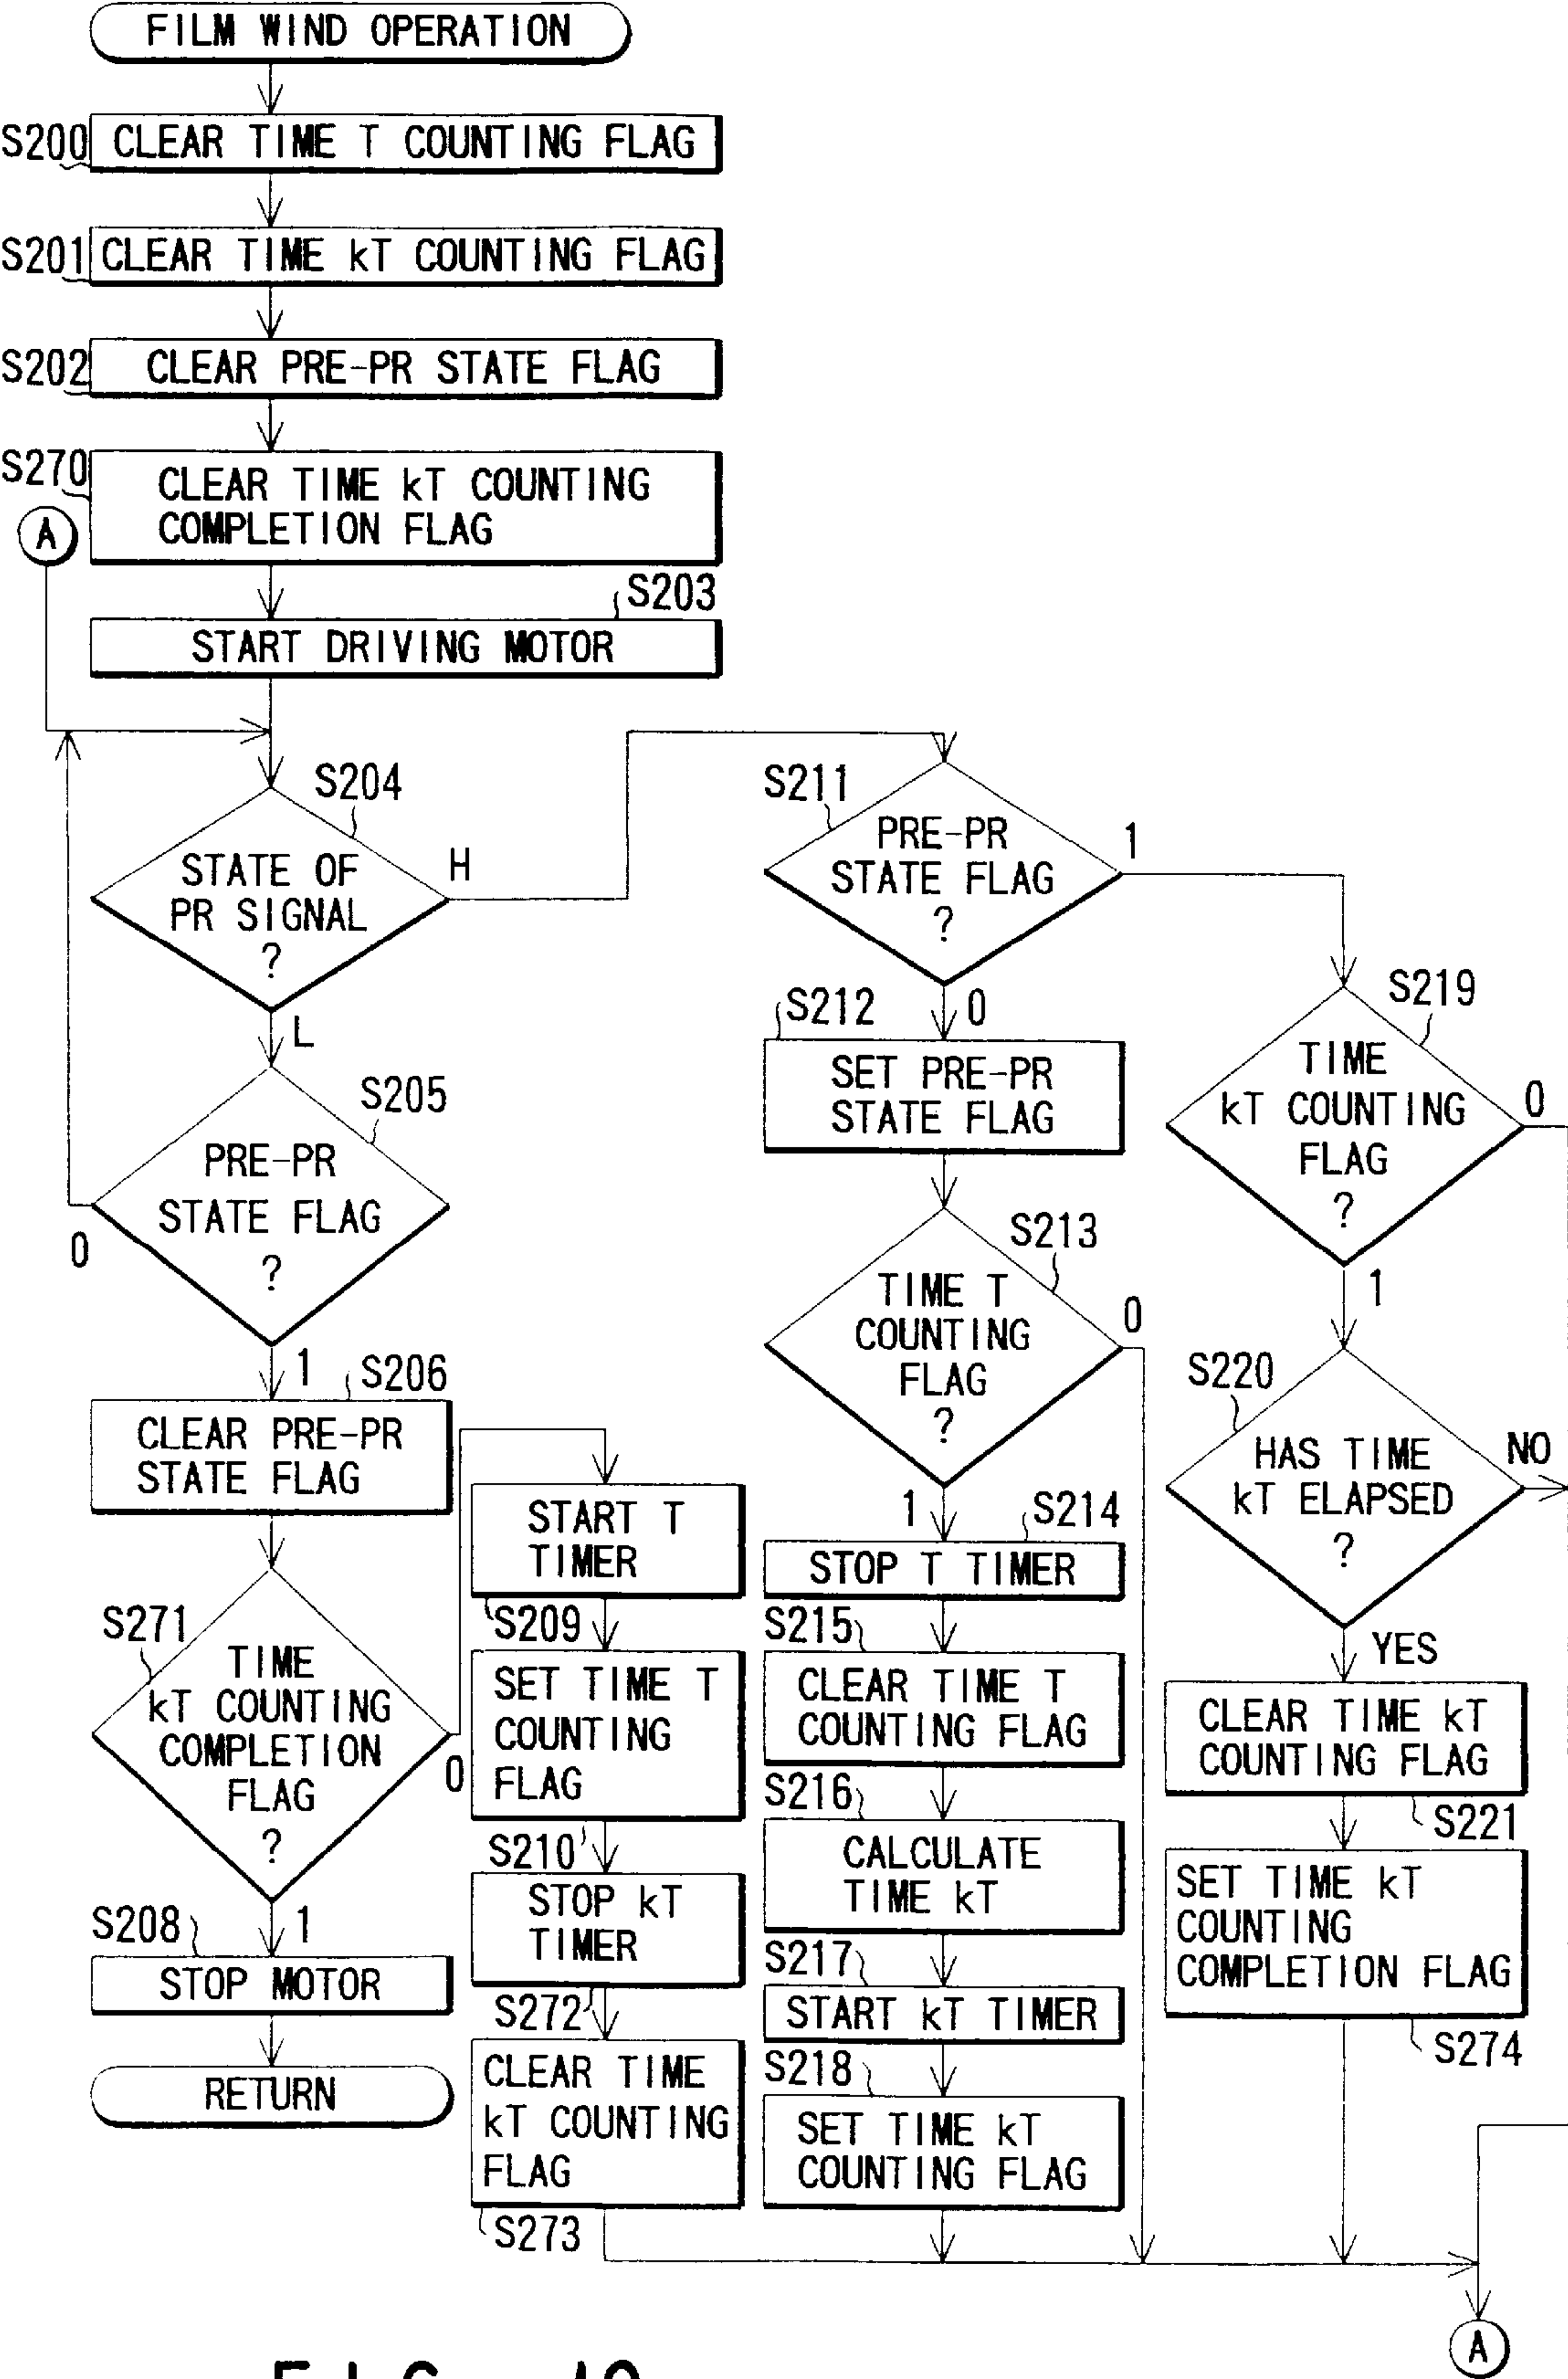 FILM WIND OPERATION
S200
CLEAR TIME T COUNTING FLAG
S201
CLEAR TIME kT COUNTING FLAG
S202
CLEAR PRE-PR STATE FLAG
S270
CLEAR TIME kT COUNTING
COMPLETION FLAG
A
S203
START DRIVING MOTOR
S204
STATE OF
PR SIGNAL
?
H
L
S205
PRE-PR
STATE FLAG
?
0
1
S206
CLEAR PRE-PR
STATE FLAG
S271
TIME
kT COUNTING
COMPLETION
FLAG
?
0
1
S208
STOP MOTOR
RETURN
START T
TIMER
S209
SET TIME T
COUNTING
FLAG
S210
STOP kT
TIMER
S272
CLEAR TIME
kT COUNTING
FLAG
S273
S211
PRE-PR
STATE FLAG
?
1
0
S212
SET PRE-PR
STATE FLAG
S213
TIME T
COUNTING
FLAG
?
0
1
S214
STOP T TIMER
S215
CLEAR TIME T
COUNTING FLAG
S216
CALCULATE
TIME kT
S217
START kT TIMER
S218
SET TIME kT
COUNTING FLAG
S219
TIME
kT COUNTING
FLAG
?
0
1
S220
HAS TIME
kT ELAPSED
?
NO
YES
CLEAR TIME kT
COUNTING FLAG
S221
SET TIME kT
COUNTING
COMPLETION FLAG
S274
A